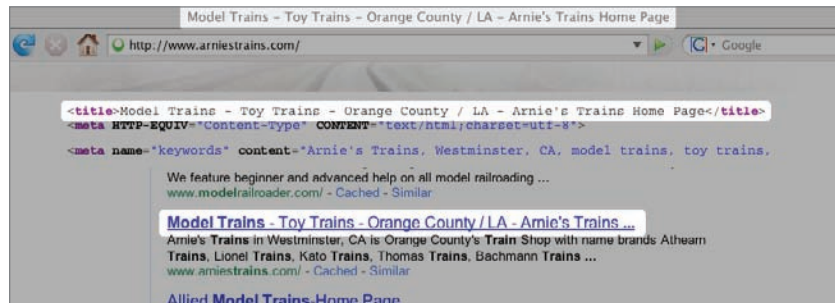 Model Trains - Toy Trains - Orange County / LA - Arnie's Trains Home Page
http://www.arniestrains.com/
G
Google
<title>Model Trains - Toy Trains - Orange County / LA - Arnie's Trains Home Page</title>
<meta HTTP-EQUIV="Content-Type" CONTENT="text/html;charset=utf-8">
<meta name="keywords" content="Arnie's Trains, Westminster, CA, model trains, toy trains,
We feature beginner and advanced help on all model railroading ...
www.modelrailroader.com/ - Cached - Similar
Model Trains - Toy Trains - Orange County / LA - Arnie's Trains ...
Arnie's Trains in Westminster, CA is Orange County's Train Shop with name brands Athearn
Trains, Lionel Trains, Kato Trains, Thomas Trains, Bachmann Trains ...
www.arniestrains.com/ - Cached - Similar
Allied Model Trains-Home Page